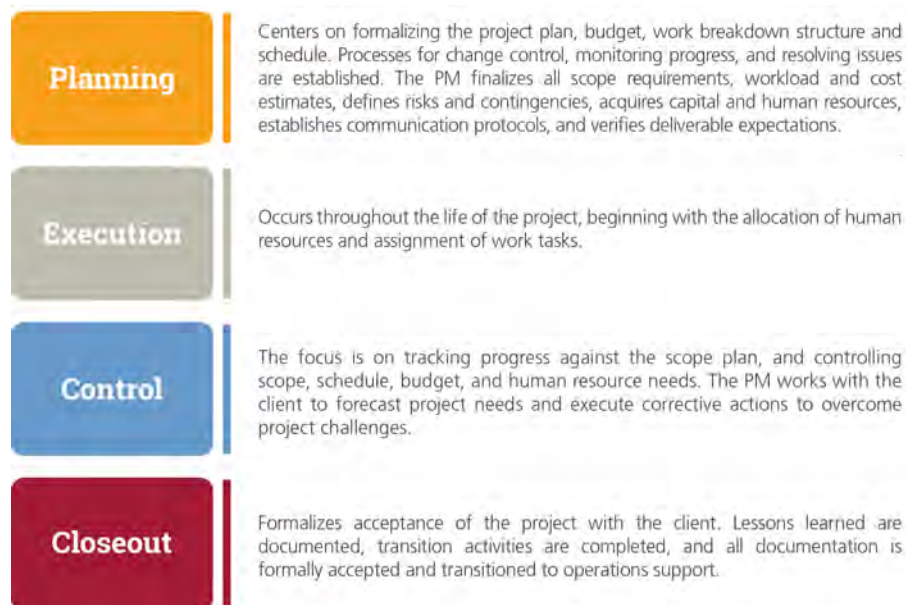 Planning
Centers on formalizing the project plan, budget, work breakdown structure and
schedule. Processes for change control, monitoring progress, and resolving issues
are established. The PM finalizes all scope requirements, workload and cost
estimates, defines risks and contingencies, acquires capital and human resources,
establishes communication protocols, and verifies deliverable expectations.
Execution
Occurs throughout the life of the project, beginning with the allocation of human
resources and assignment of work tasks.
Control
The focus is on tracking progress against the scope plan, and controlling
scope, schedule, budget, and human resource needs. The PM works with the
client to forecast project needs and execute corrective actions to overcome
project challenges.
Closeout
Formalizes acceptance of the project with the client. Lessons learned are
documented, transition activities are completed, and all documentation is
formally accepted and transitioned to operations support.